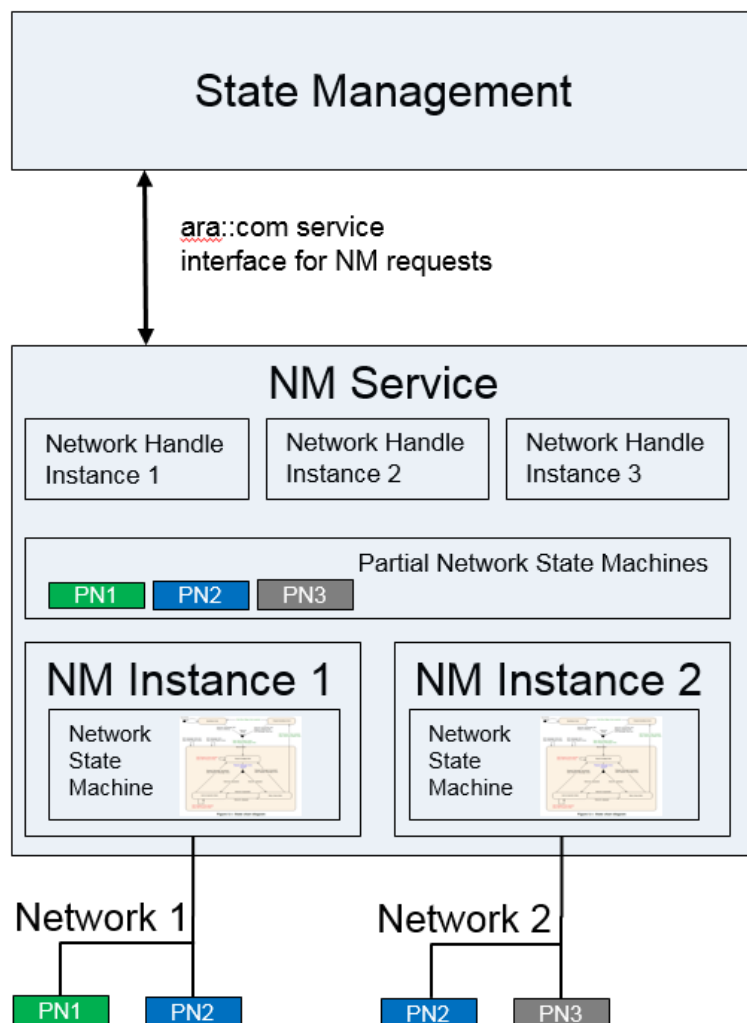 State Management
ara::com service
interface for NM requests
NM Service
Network Handle
Instance 1
Network Handle
Instance 2
Network Handle
Instance 3
Partial Network State Machines
PN1
PN2
PN3
NM Instance 1
Network
State
Machine
NM Instance 2
Network
State
Machine
Network 1
PN1
PN2
Network 2
PN2
PN3